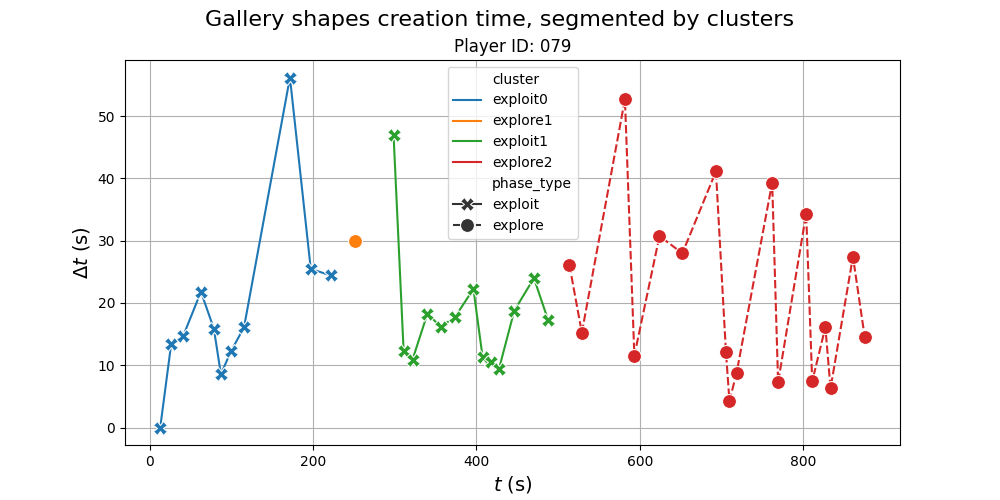 Gallery shapes creation time, segmented by clusters
Player ID: 079
cluster
exploit0
explore1
exploit1
explore2
phase_type
exploit
explore
Δt (s)
50
40
30
20
10
0
0 200 400 600 800
t (s)